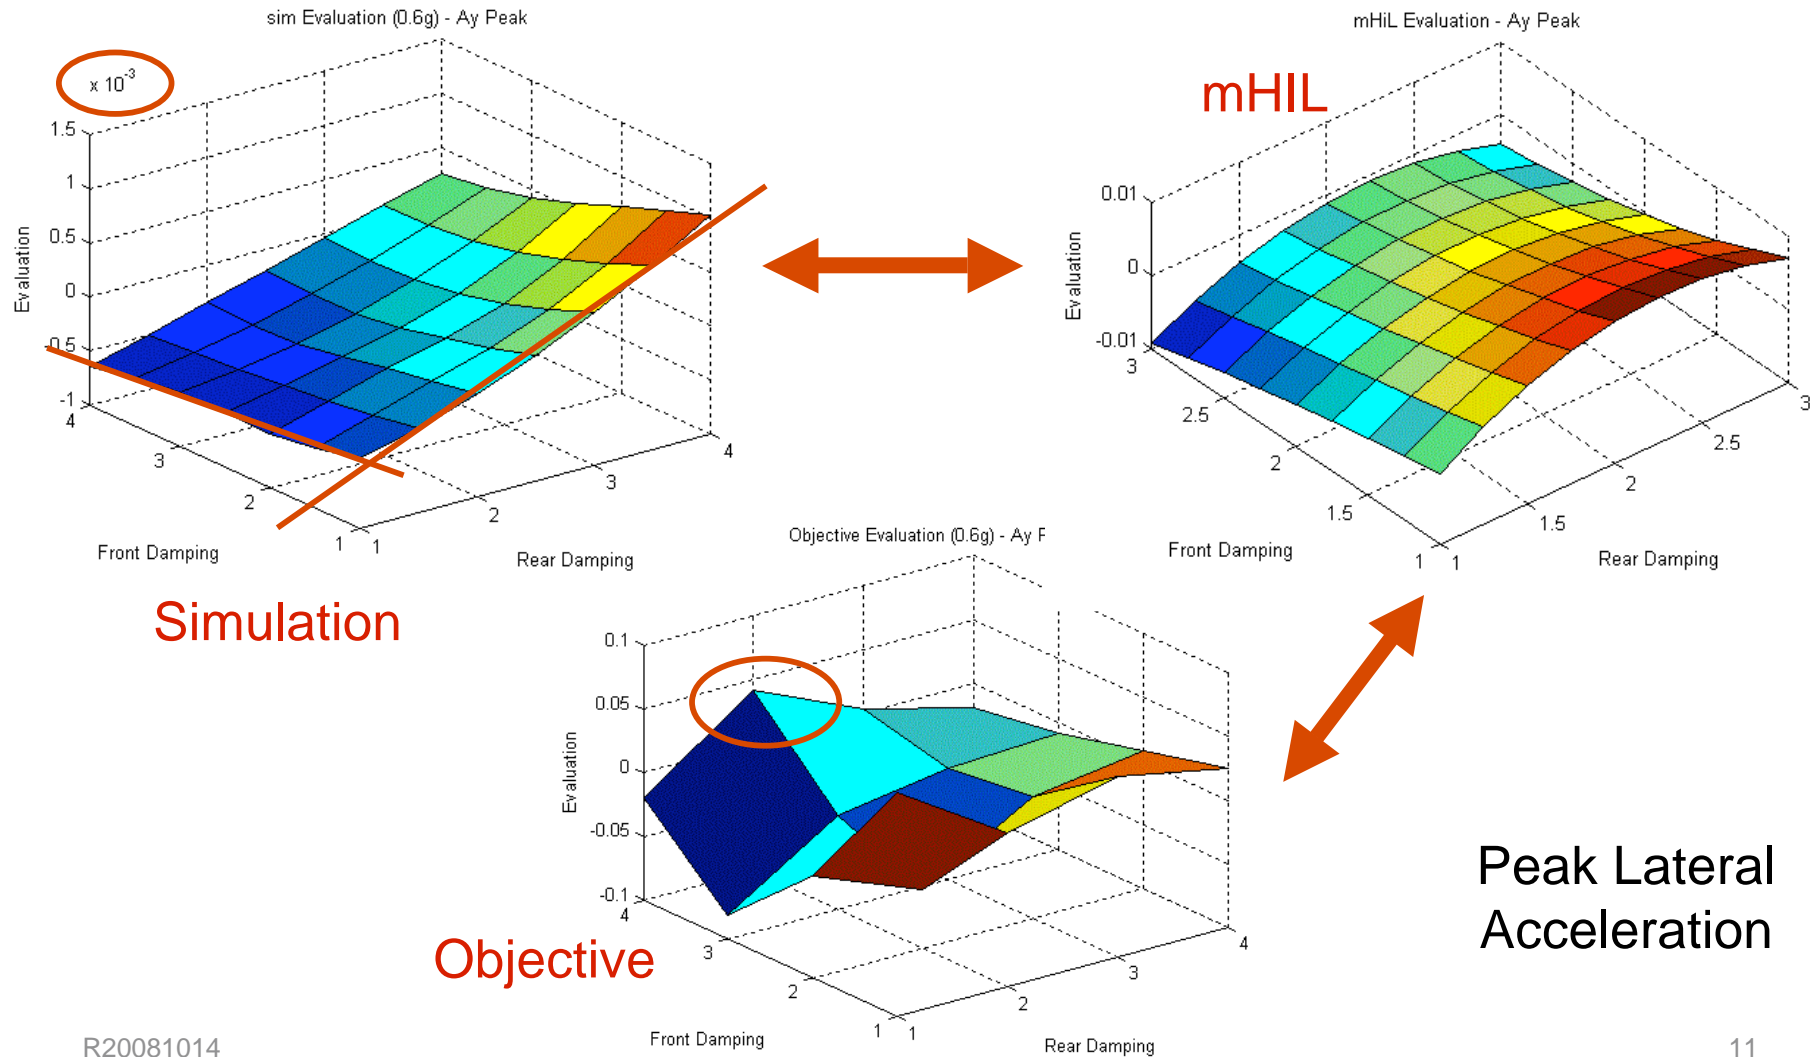 sim Evaluation (0.6g) - Ay Peak
x 10-3
1.5
1
0.5
0
-0.5
-1
Evaluation
4
3
2
1
1
2
3
4
Front Damping
Rear Damping
Simulation
mHiL Evaluation - Ay Peak
mHIL
0.01
0
-0.01
Evaluation
3
2.5
2
1.5
1
1
1.5
2
2.5
3
Front Damping
Rear Damping
Objective Evaluation (0.6g) - Ay
0.1
0.05
0
-0.05
-0.1
Evaluation
4
3
2
1
1
2
3
4
Front Damping
Rear Damping
Objective
Peak Lateral
Acceleration
R20081014
11